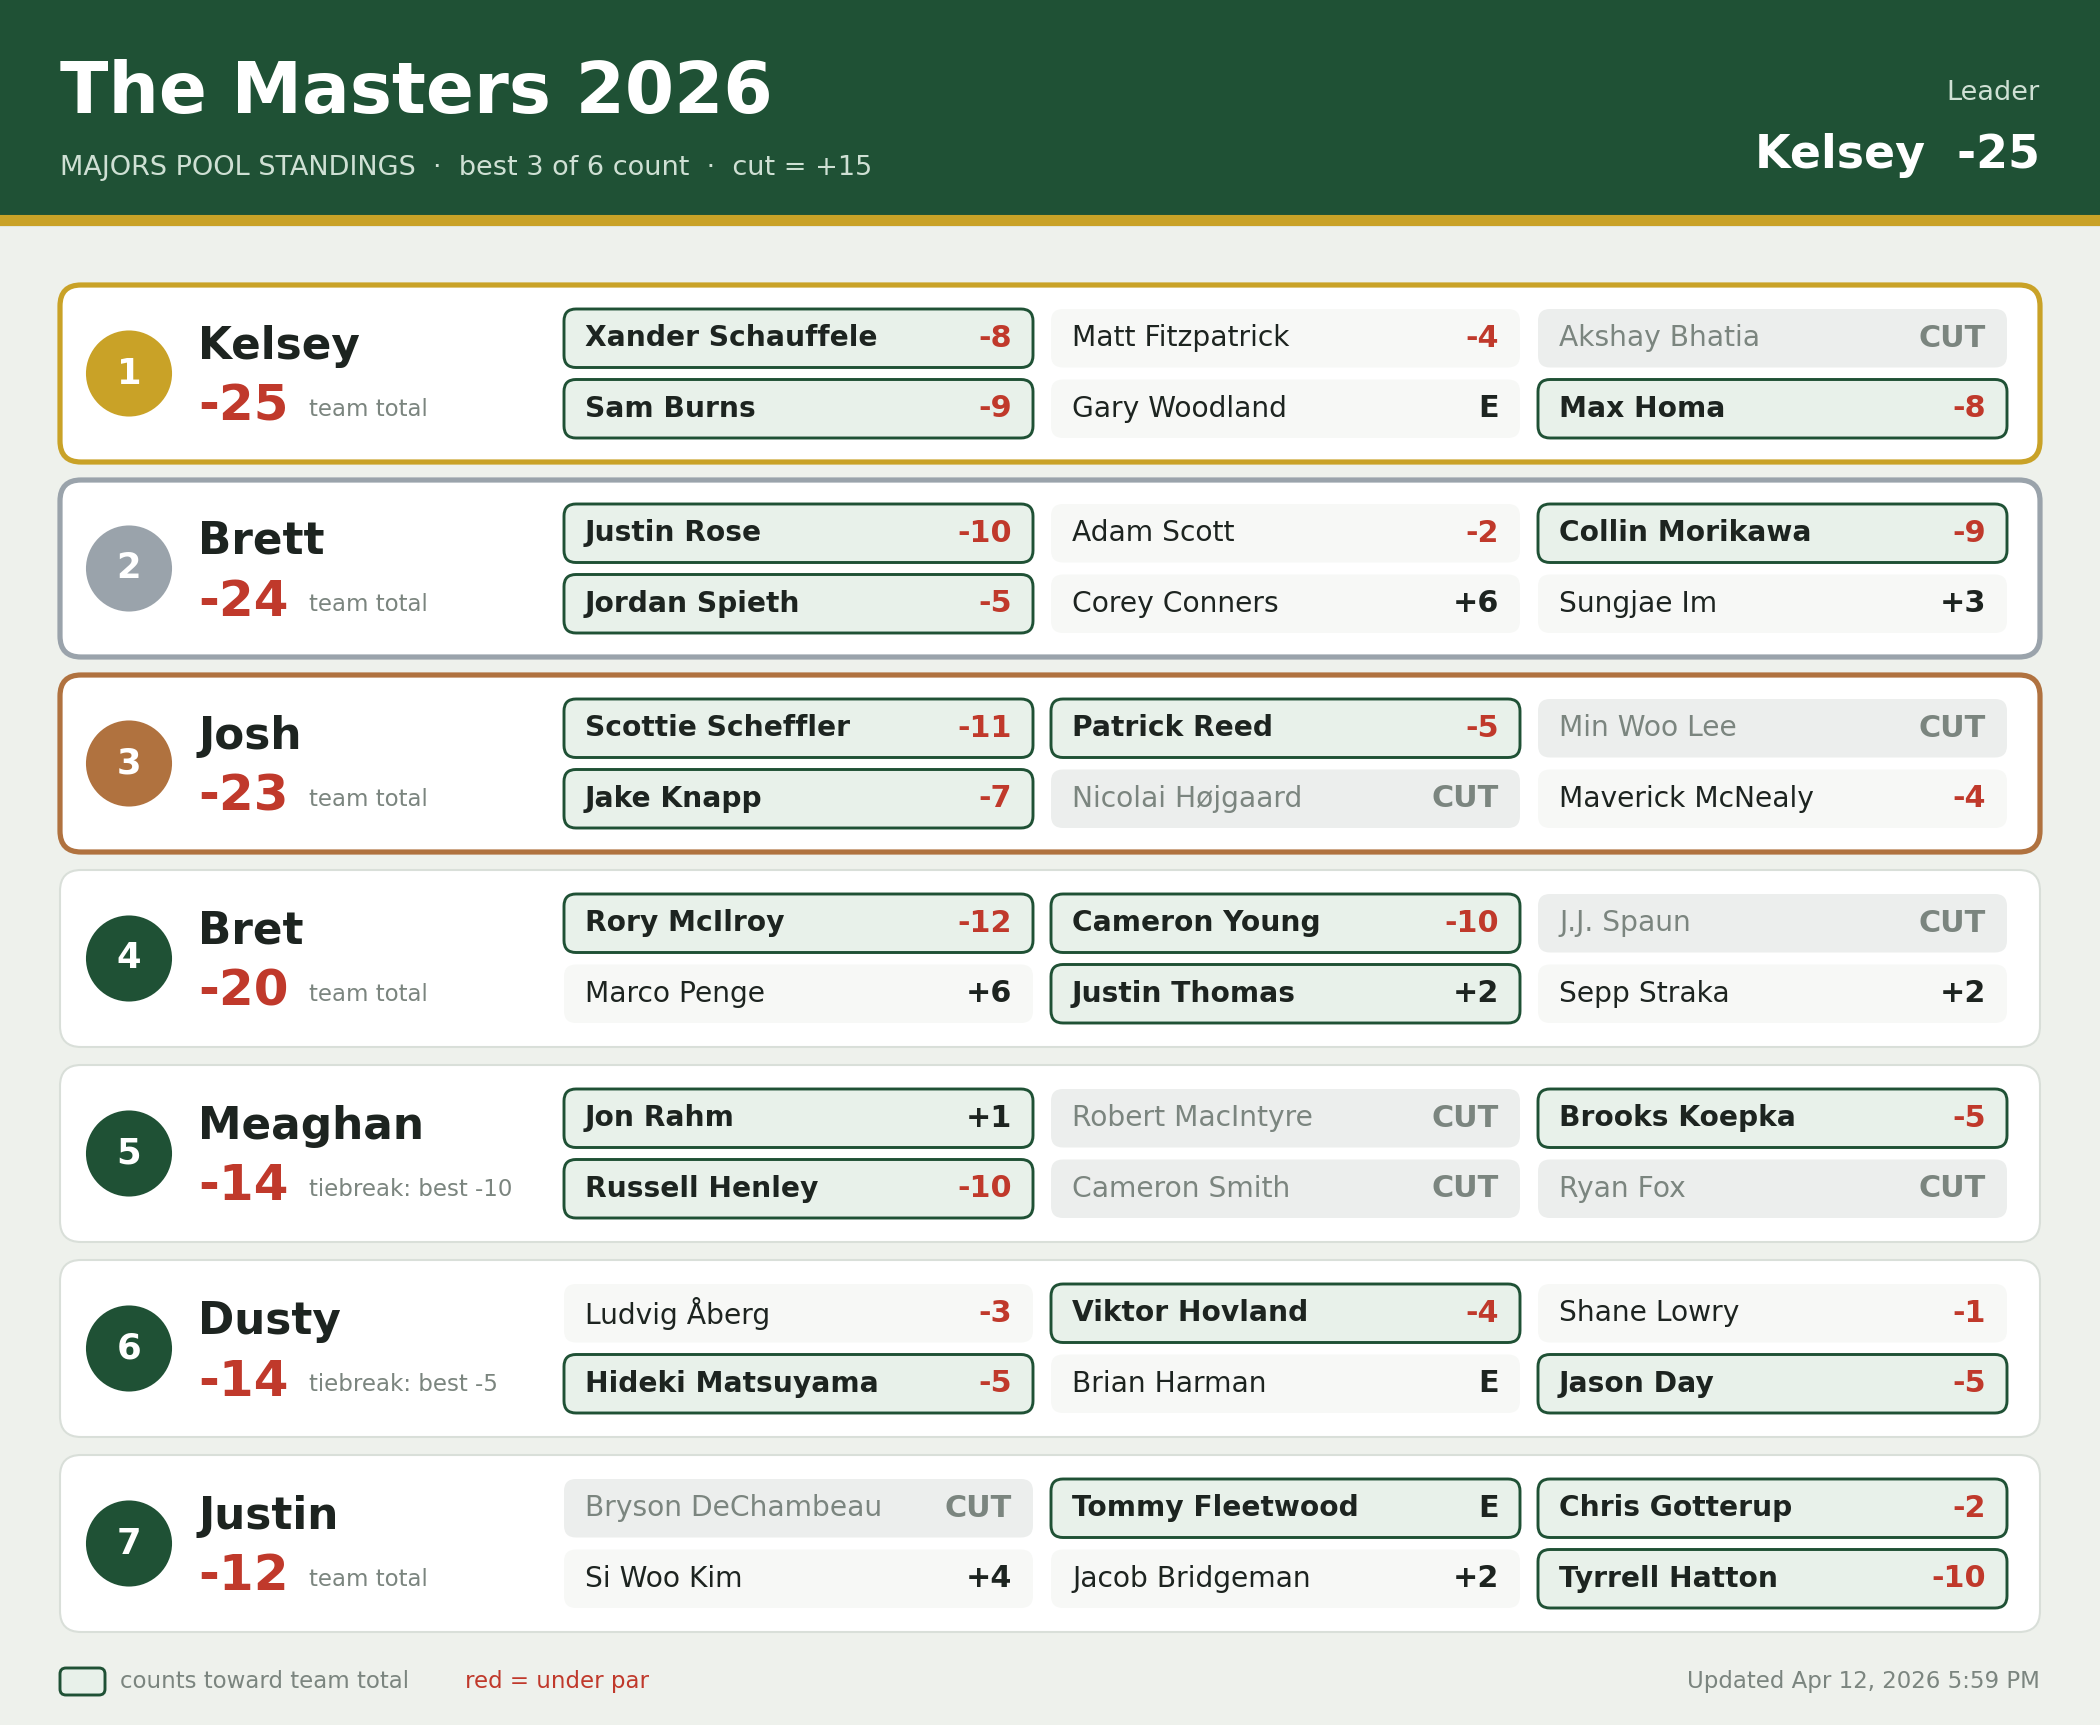 The Masters 2026
MAJORS POOL STANDINGS · best 3 of 6 count · cut = +15
Leader
Kelsey -25
1
Kelsey
-25 team total
Xander Schauffele -8
Matt Fitzpatrick -4
Akshay Bhatia CUT
Sam Burns -9
Gary Woodland E
Max Homa -8
2
Brett
-24 team total
Justin Rose -10
Adam Scott -2
Collin Morikawa -9
Jordan Spieth -5
Corey Conners +6
Sungjae Im +3
3
Josh
-23 team total
Scottie Scheffler -11
Patrick Reed -5
Min Woo Lee CUT
Jake Knapp -7
Nicolai Højgaard CUT
Maverick McNealy -4
4
Bret
-20 team total
Rory McIlroy -12
Cameron Young -10
J.J. Spaun CUT
Marco Penge +6
Justin Thomas +2
Sepp Straka +2
5
Meaghan
-14 tiebreak: best -10
Jon Rahm +1
Robert MacIntyre CUT
Brooks Koepka -5
Russell Henley -10
Cameron Smith CUT
Ryan Fox CUT
6
Dusty
-14 tiebreak: best -5
Ludvig Åberg -3
Viktor Hovland -4
Shane Lowry -1
Hideki Matsuyama -5
Brian Harman E
Jason Day -5
7
Justin
-12 team total
Bryson DeChambeau CUT
Tommy Fleetwood E
Chris Gotterup -2
Si Woo Kim +4
Jacob Bridgeman +2
Tyrrell Hatton -10
counts toward team total red = under par
Updated Apr 12, 2026 5:59 PM